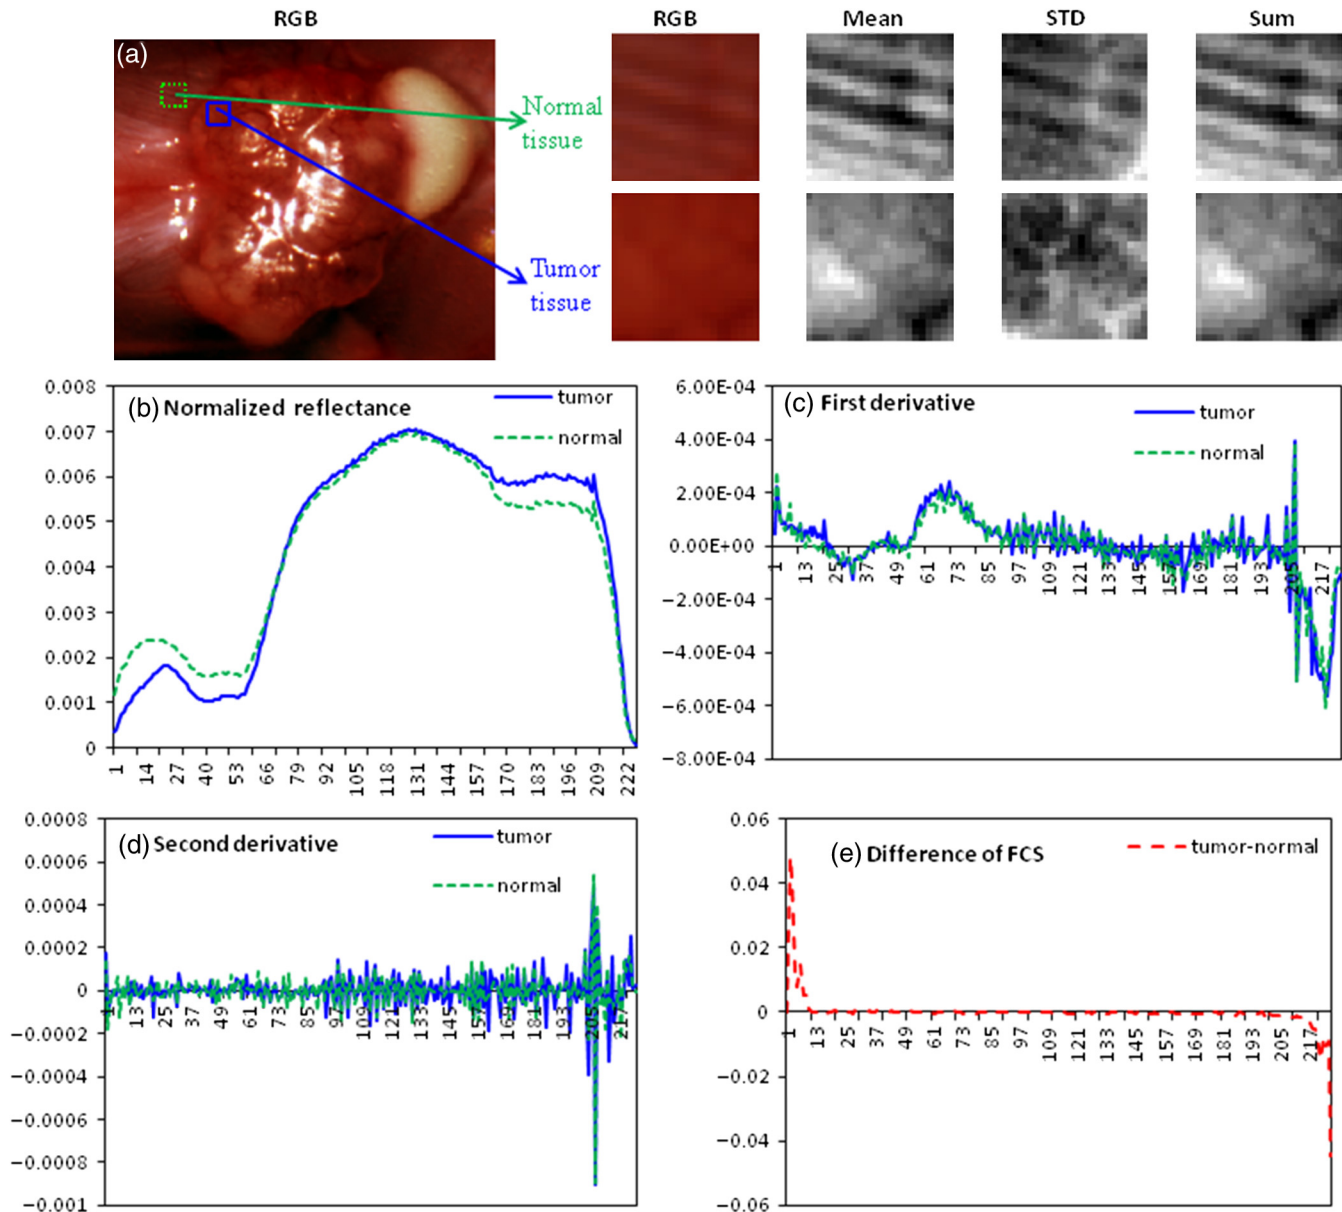 RGB RGB Mean STD Sum
(a)
Normal
tissue
Tumor
tissue
(b) Normalized reflectance
tumor
normal
0.008
0.007
0.006
0.005
0.004
0.003
0.002
0.001
0
1 14 27 40 53 66 79 92 105 118 131 144 157 170 183 196 209 222
(c) First derivative
tumor
normal
6.00E-04
4.00E-04
2.00E-04
0.00E+00
−2.00E-04
−4.00E-04
−6.00E-04
−8.00E-04
1 13 25 37 49 61 73 85 97 109 121 133 145 157 169 181 193 205 217
(d) Second derivative
tumor
normal
0.0008
0.0006
0.0004
0.0002
0
−0.0002
−0.0004
−0.0006
−0.0008
−0.001
1 13 25 37 49 61 73 85 97 109 121 133 145 157 169 181 193 205 217
(e) Difference of FCS
tumor-normal
0.06
0.04
0.02
0
−0.02
−0.04
−0.06
1 13 25 37 49 61 73 85 97 109 121 133 145 157 169 181 193 205 217